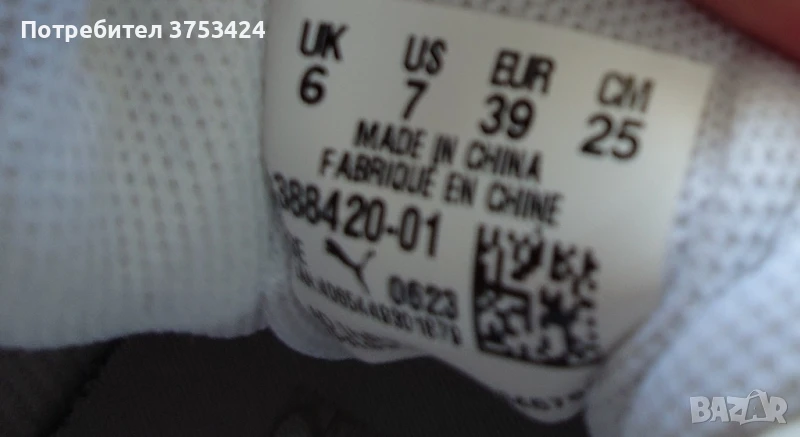 Потребител 3753424
UK US EUR CM
6 7 39 25
MADE IN CHINA
FABRIQUÉ EN CHINE
388420-01
0623
BAZAR